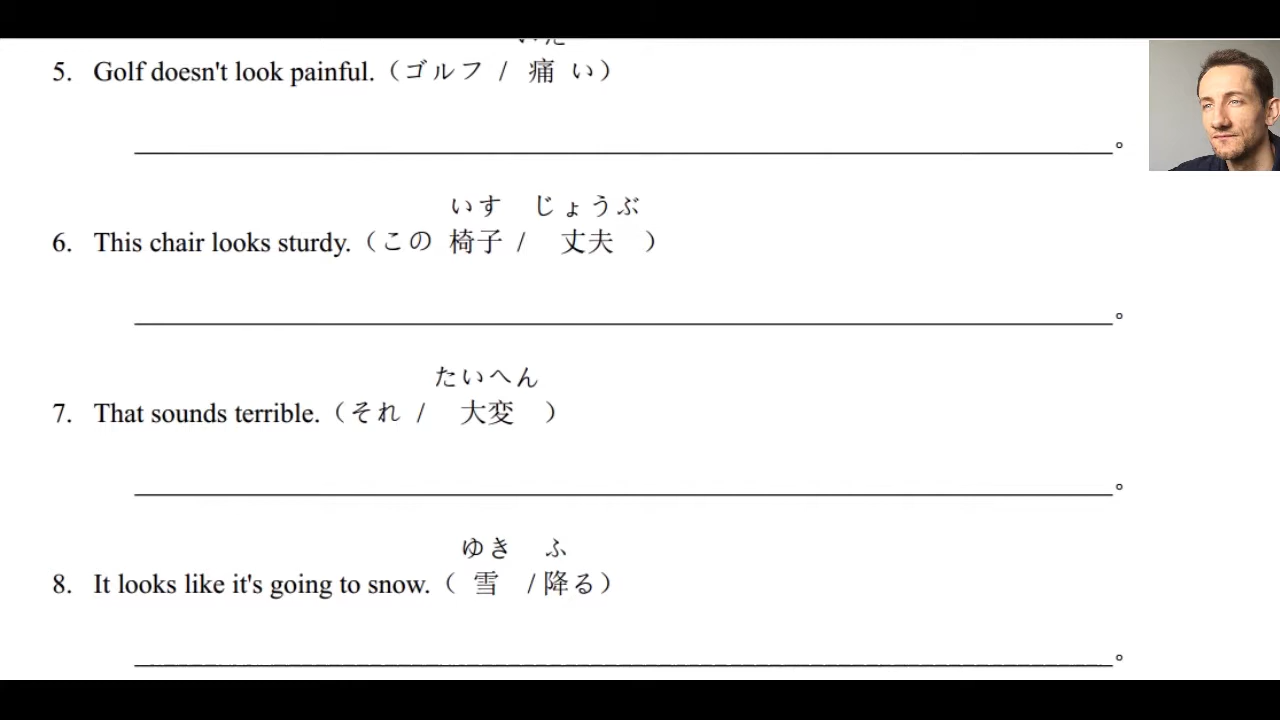 5. Golf doesn't look painful.（ゴルフ / 痛い）
。
いす じょうぶ
6. This chair looks sturdy.（この 椅子 / 丈夫 ）
。
たいへん
7. That sounds terrible.（それ / 大変 ）
。
ゆき ふ
8. It looks like it's going to snow.（ 雪 / 降る）
。